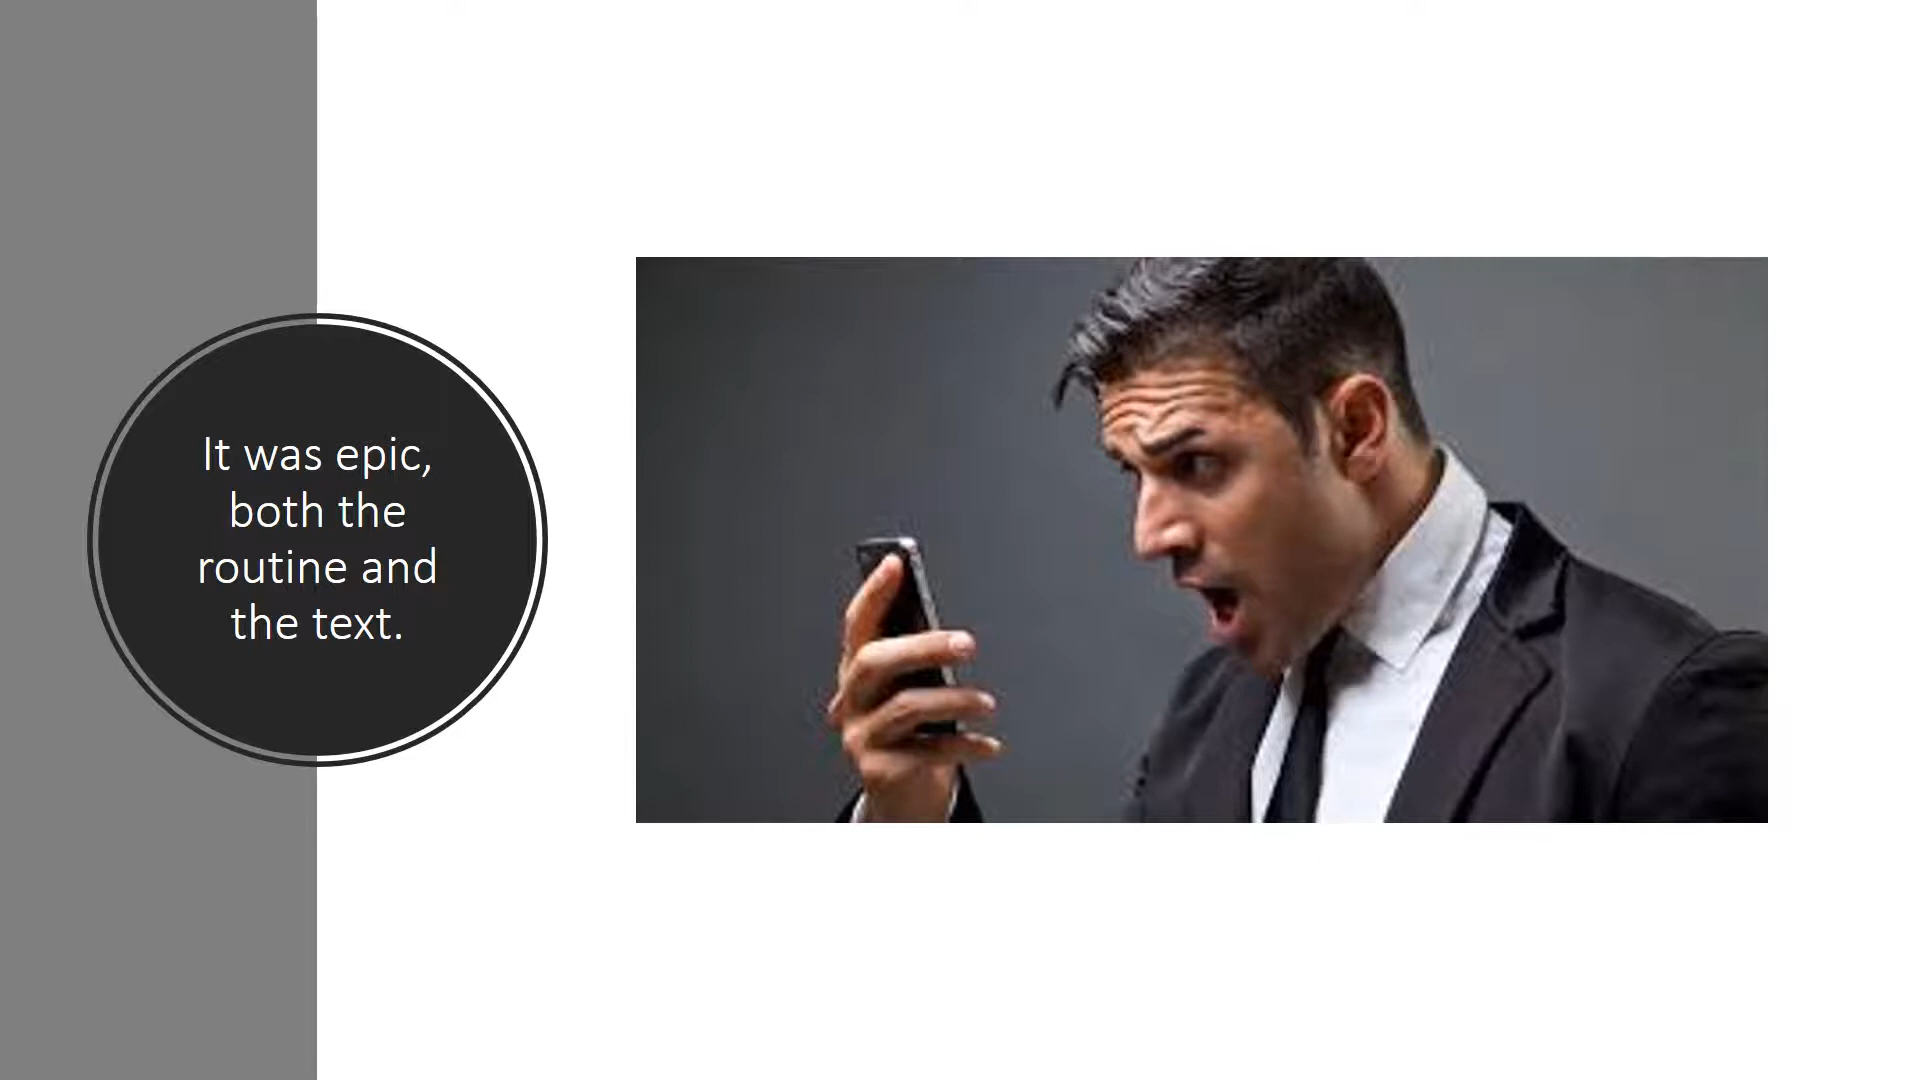 It was epic,
both the
routine and
the text.